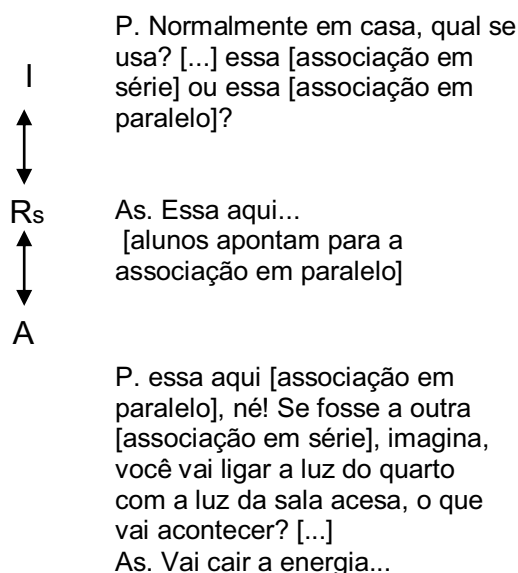 P. Normalmente em casa, qual se
usa? [...] essa [associação em
série] ou essa [associação em
paralelo]?
I
Rs
As. Essa aqui...
[alunos apontam para a
associação em paralelo]
A
P. essa aqui [associação em
paralelo], né! Se fosse a outra
[associação em série], imagina,
você vai ligar a luz do quarto
com a luz da sala acesa, o que
vai acontecer? [...]
As. Vai cair a energia...